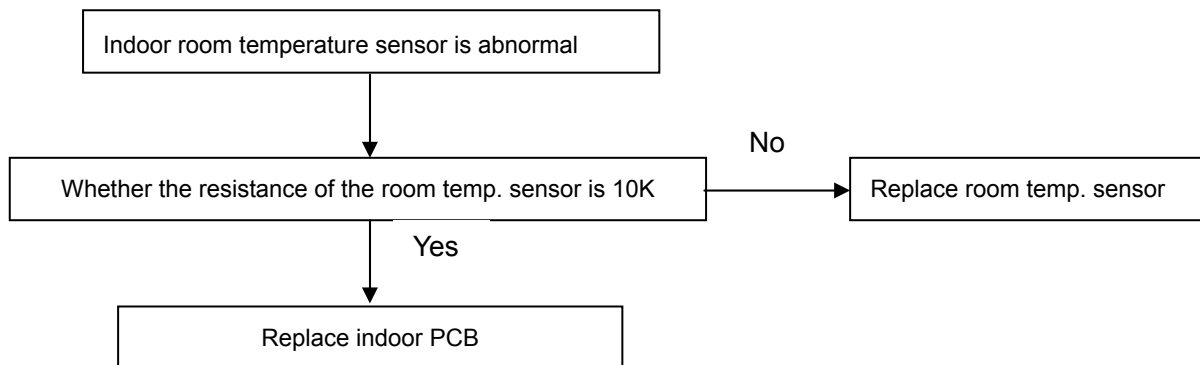 Indoor room temperature sensor is abnormal
No
Whether the resistance of the room temp. sensor is 10K
Replace room temp. sensor
Yes
Replace indoor PCB